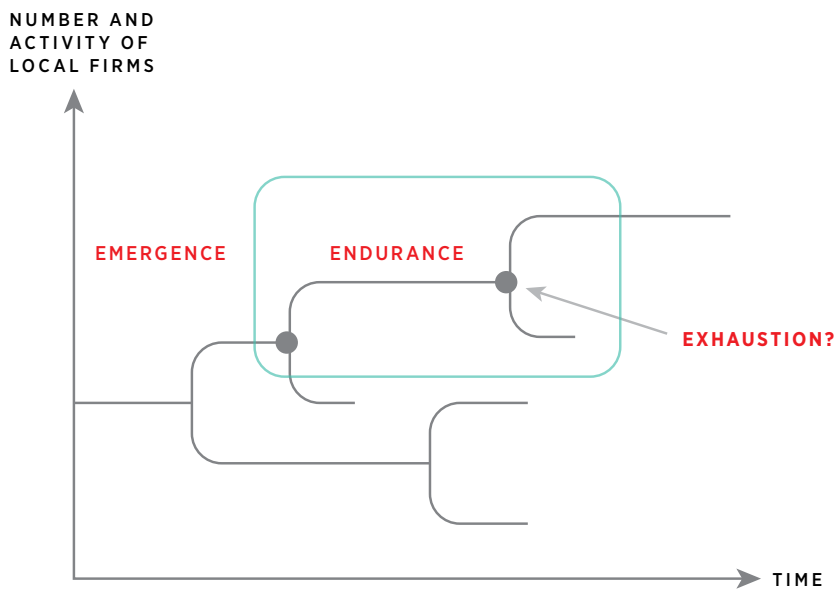 NUMBER AND
ACTIVITY OF
LOCAL FIRMS
EMERGENCE
ENDURANCE
EXHAUSTION?
TIME